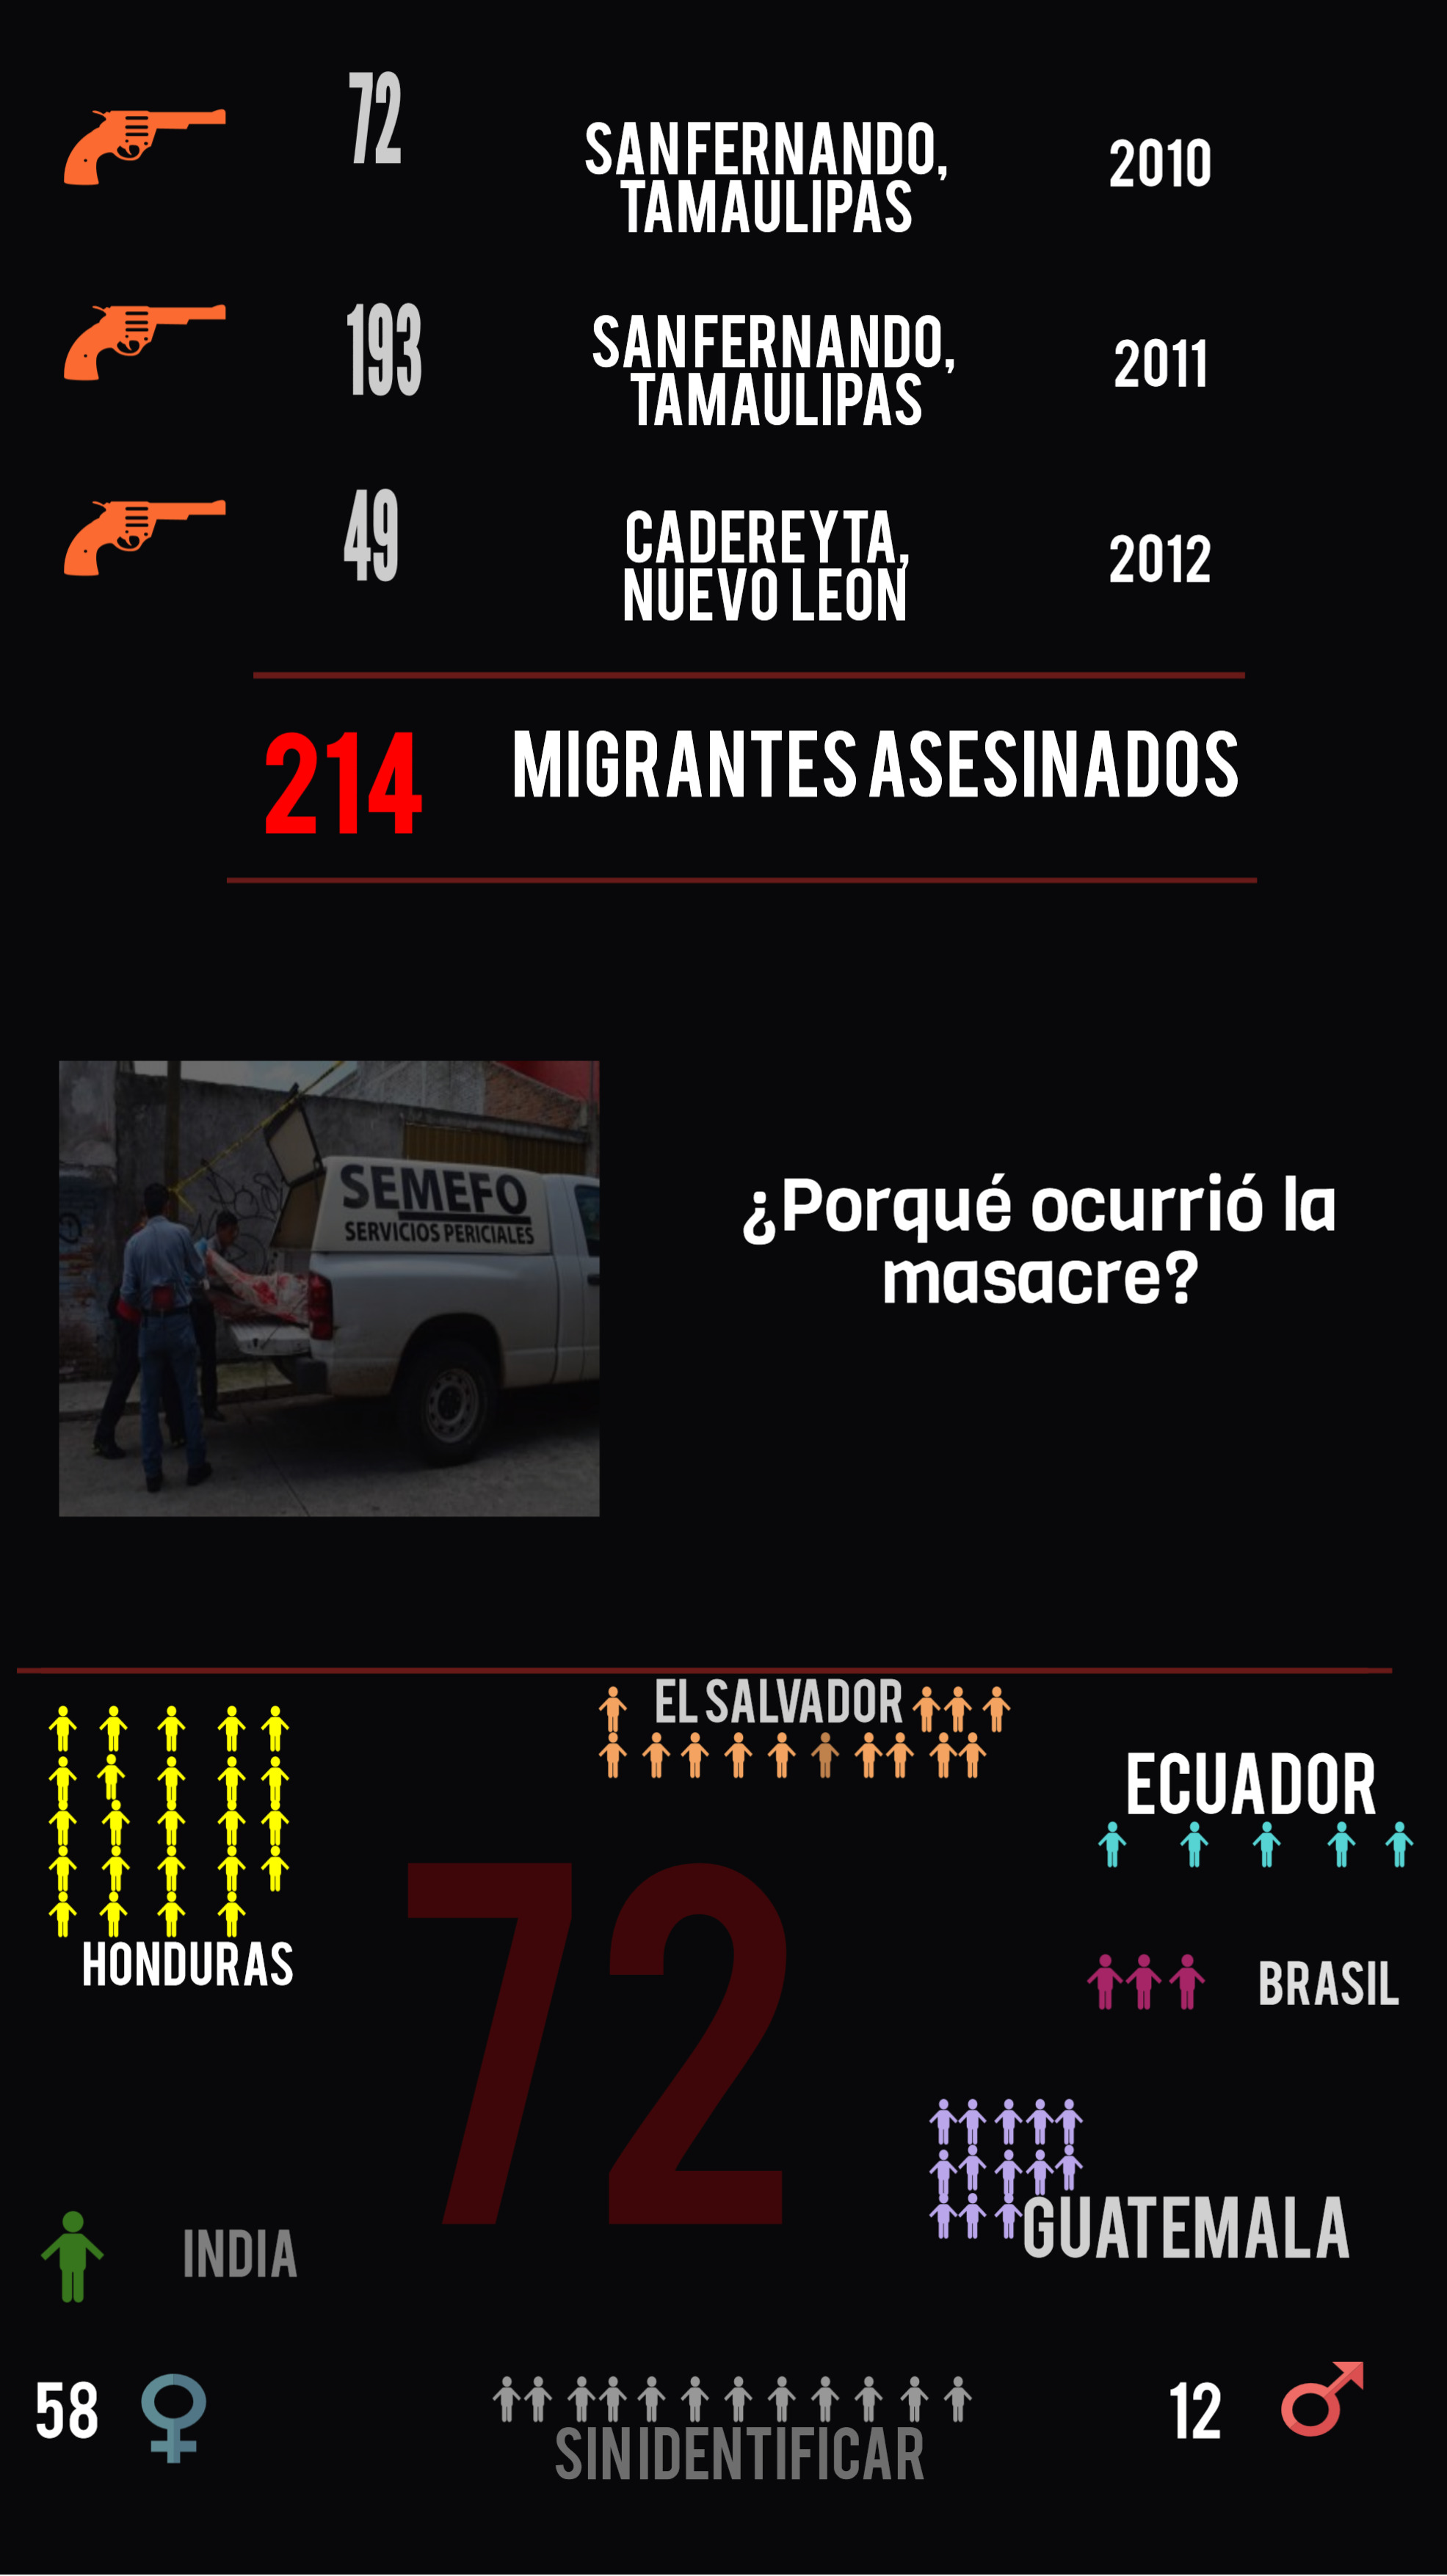 72
SAN FERNANDO,
TAMAULIPAS
2010
193
SAN FERNANDO,
TAMAULIPAS
2011
49
CADEREYTA,
NUEVO LEON
2012
214
MIGRANTES ASESINADOS
SEMEFO
SERVICIOS PERICIALES
¿Porqué ocurrió la
masacre?
EL SALVADOR
ECUADOR
HONDURAS
72
BRASIL
GUATEMALA
INDIA
58
SIN IDENTIFICAR
12